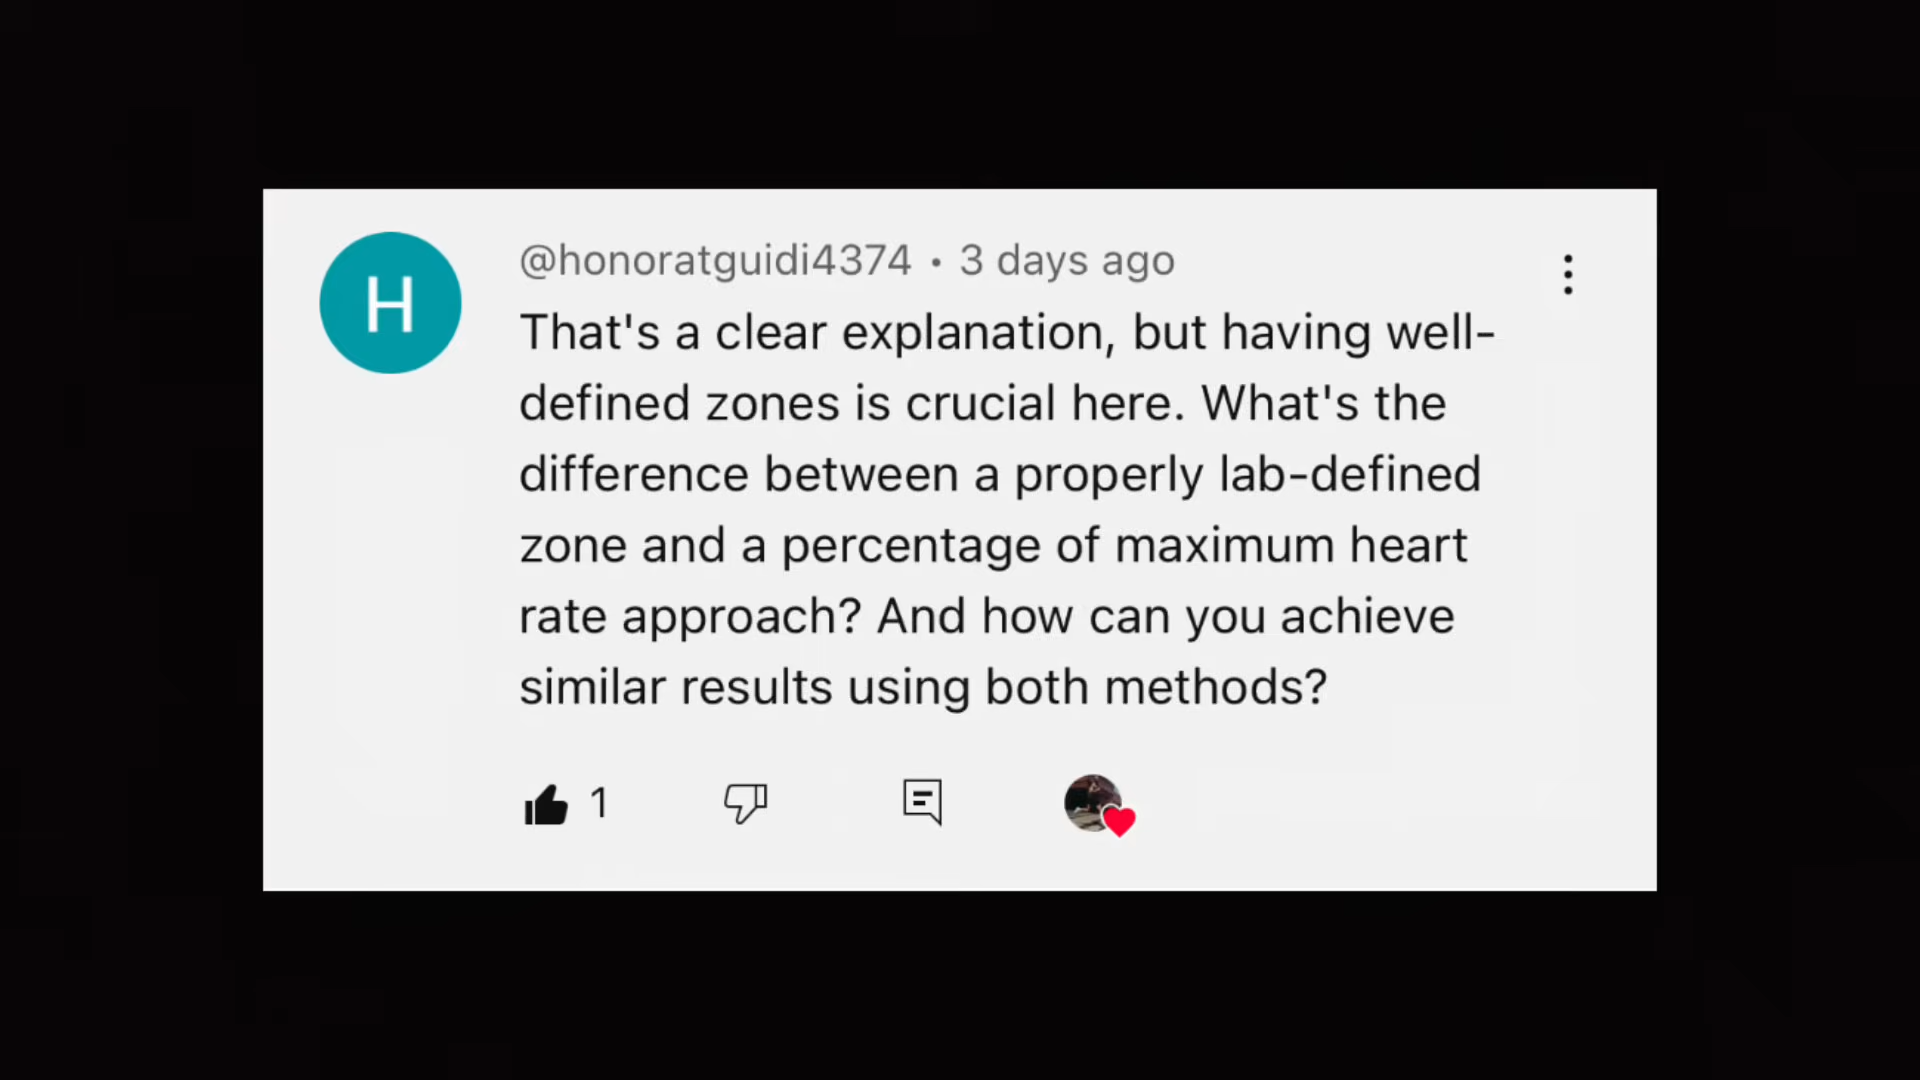 H
@honoratguidi4374 • 3 days ago
That's a clear explanation, but having well-
defined zones is crucial here. What's the
difference between a properly lab-defined
zone and a percentage of maximum heart
rate approach? And how can you achieve
similar results using both methods?
1